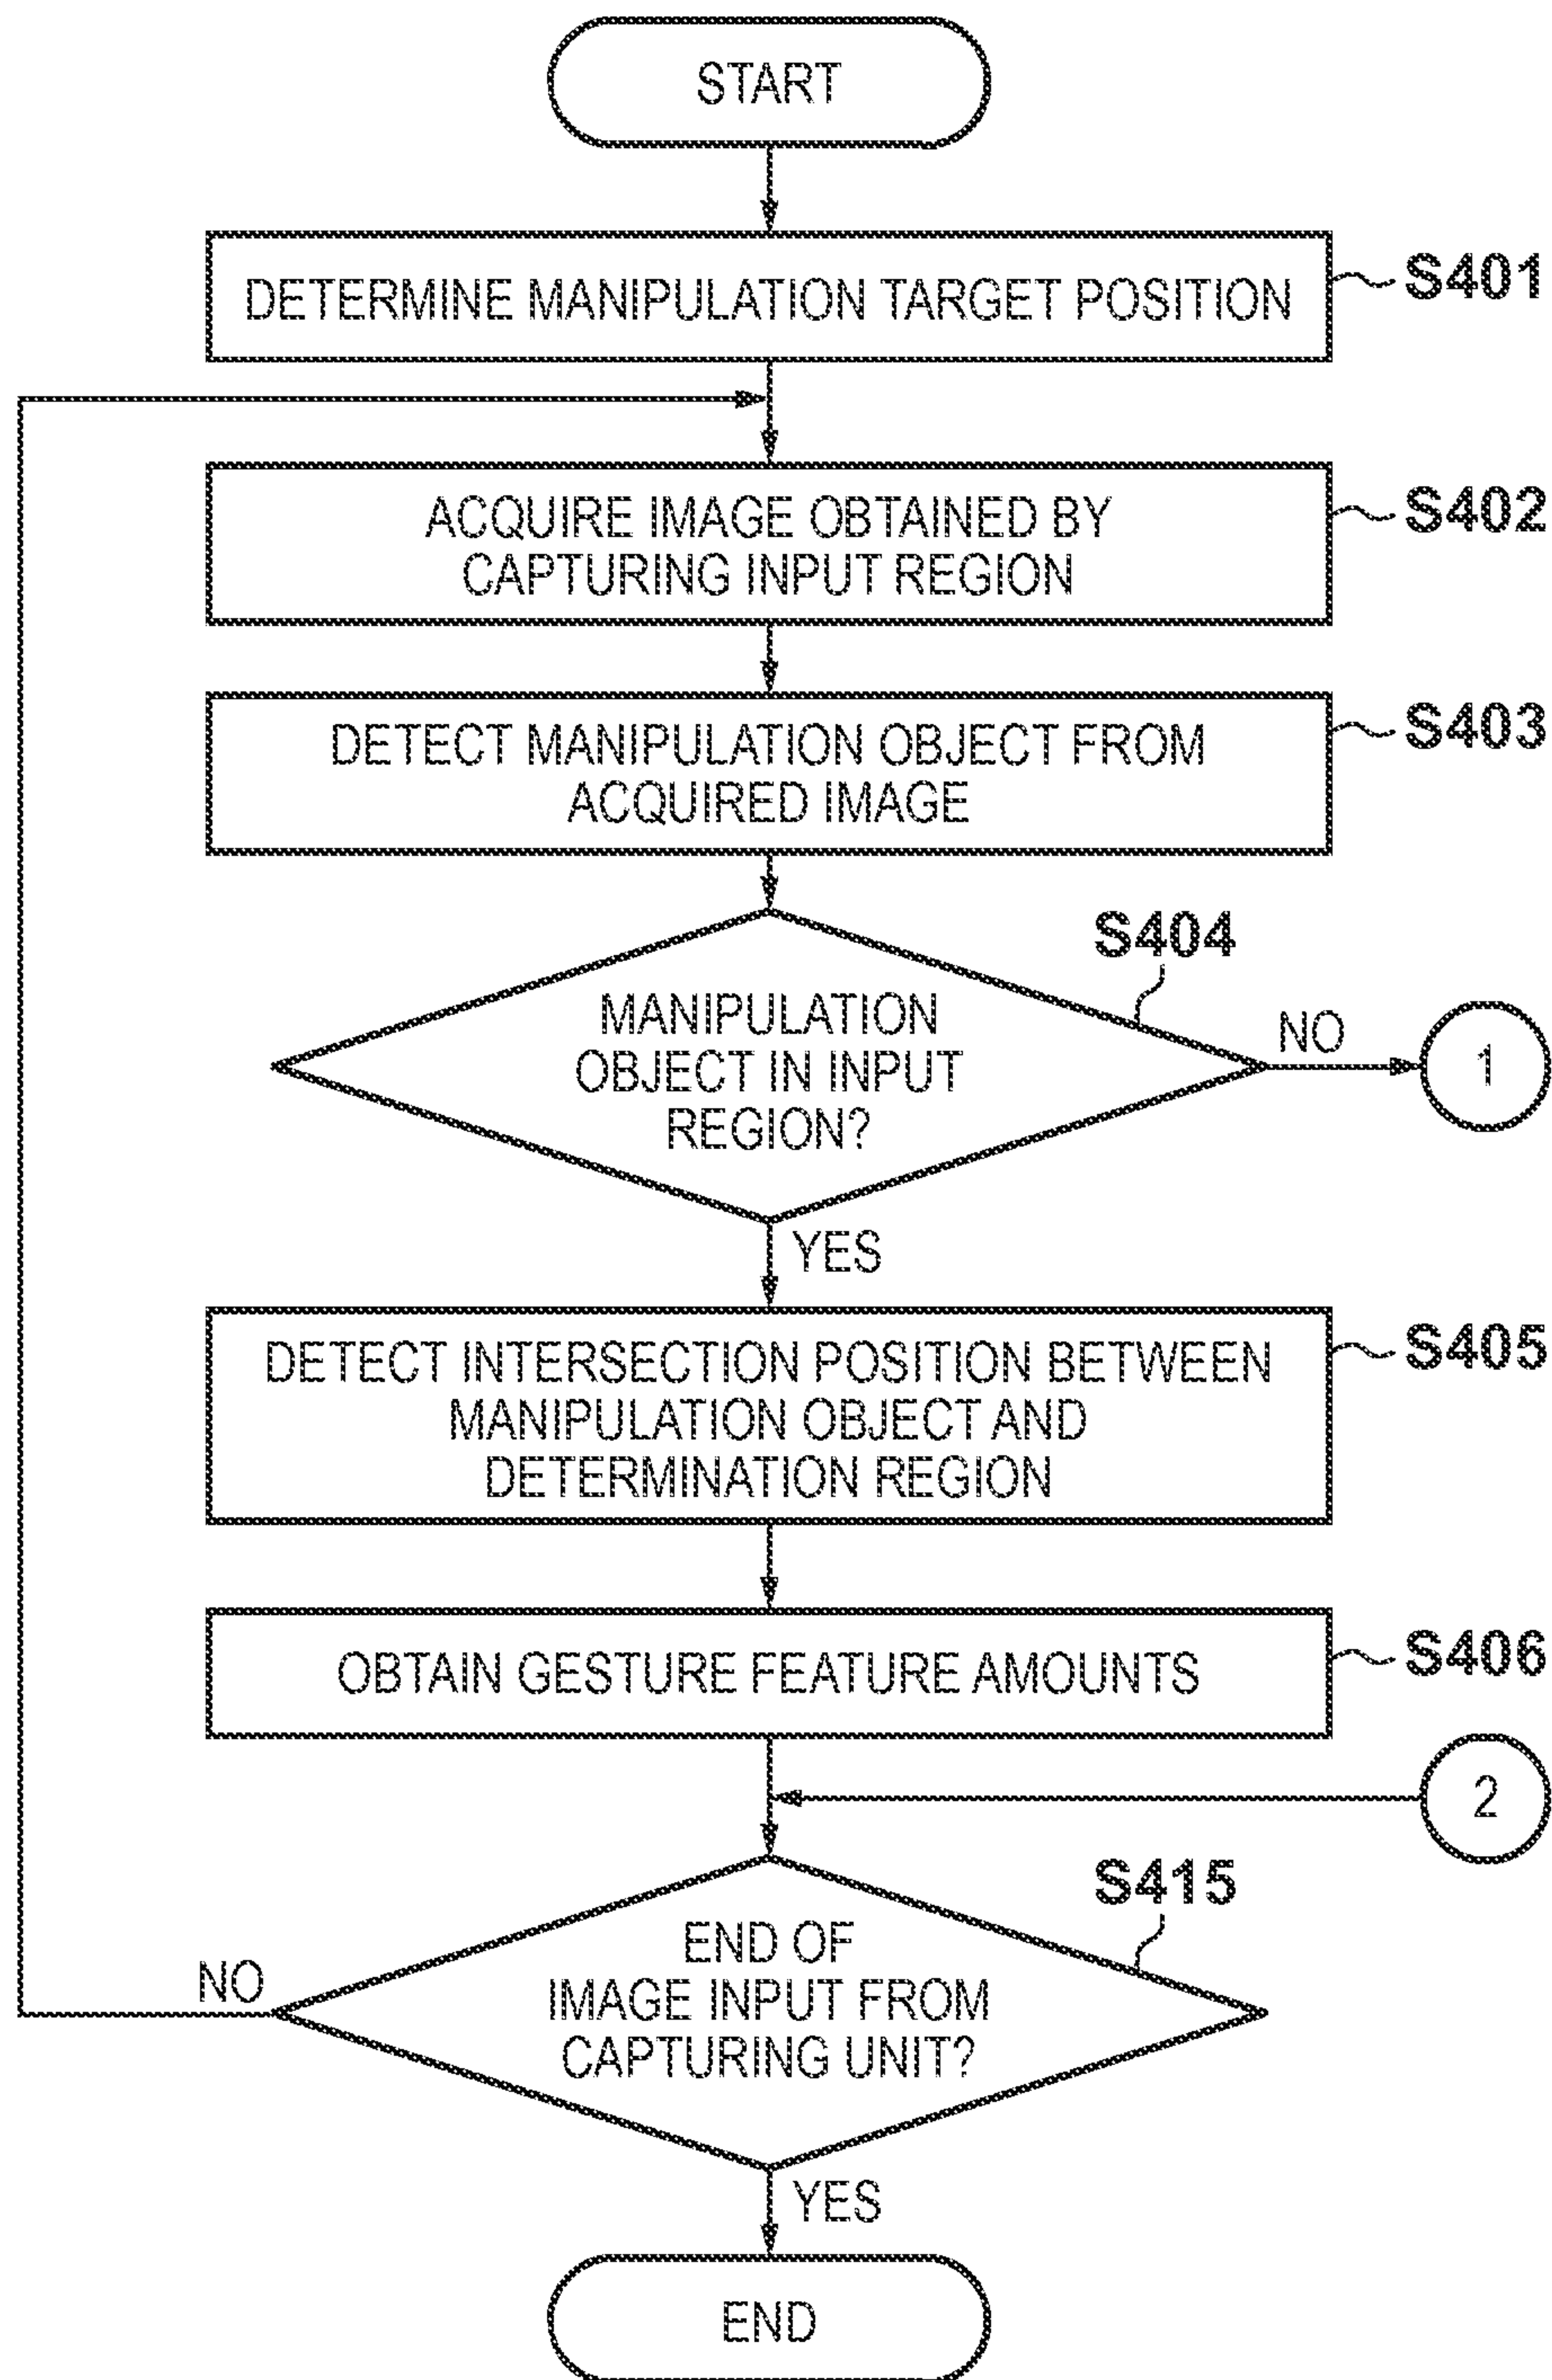 START
DETERMINE MANIPULATION TARGET POSITION
S401
ACQUIRE IMAGE OBTAINED BY
CAPTURING INPUT REGION
S402
DETECT MANIPULATION OBJECT FROM
ACQUIRED IMAGE
S403
S404
MANIPULATION
OBJECT IN INPUT
REGION?
NO
1
YES
DETECT INTERSECTION POSITION BETWEEN
MANIPULATION OBJECT AND
DETERMINATION REGION
S405
OBTAIN GESTURE FEATURE AMOUNTS
S406
2
S415
END OF
IMAGE INPUT FROM
CAPTURING UNIT?
NO
YES
END